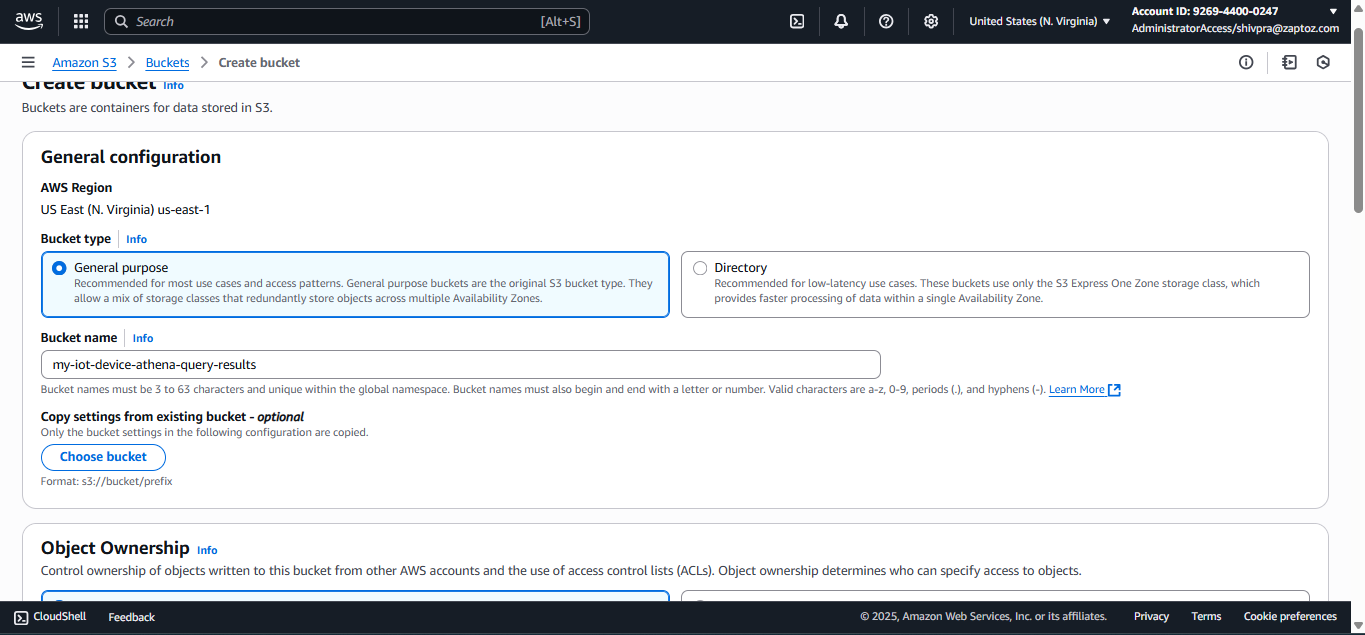 aws
Search
[Alt+S]
United States (N. Virginia)
Account ID: 9269-4400-0247
AdministratorAccess/shivpra@zaptoz.com
Amazon S3 > Buckets > Create bucket
Create bucket Info
Buckets are containers for data stored in S3.
General configuration
AWS Region
US East (N. Virginia) us-east-1
Bucket type Info
General purpose
Recommended for most use cases and access patterns. General purpose buckets are the original S3 bucket type. They
allow a mix of storage classes that redundantly store objects across multiple Availability Zones.
Directory
Recommended for low-latency use cases. These buckets use only the S3 Express One Zone storage class, which
provides faster processing of data within a single Availability Zone.
Bucket name Info
my-iot-device-athena-query-results
Bucket names must be 3 to 63 characters and unique within the global namespace. Bucket names must also begin and end with a letter or number. Valid characters are a-z, 0-9, periods (.), and hyphens (-). Learn More
Copy settings from existing bucket - optional
Only the bucket settings in the following configuration are copied.
Choose bucket
Format: s3://bucket/prefix
Object Ownership Info
Control ownership of objects written to this bucket from other AWS accounts and the use of access control lists (ACLs). Object ownership determines who can specify access to objects.
CloudShell
Feedback
© 2025, Amazon Web Services, Inc. or its affiliates.
Privacy
Terms
Cookie preferences